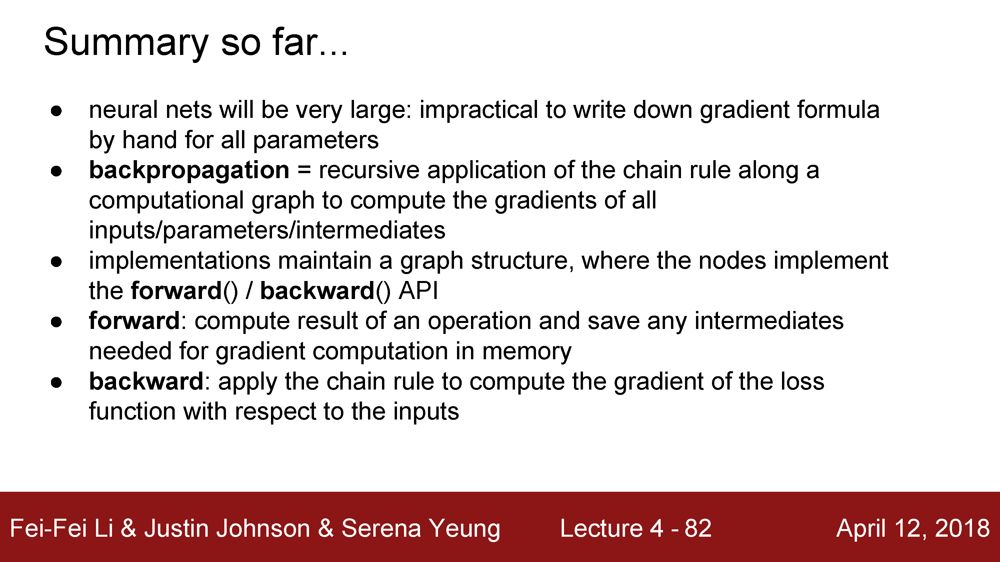 Summary so far...
● neural nets will be very large: impractical to write down gradient formula
by hand for all parameters
● backpropagation = recursive application of the chain rule along a
computational graph to compute the gradients of all
inputs/parameters/intermediates
● implementations maintain a graph structure, where the nodes implement
the forward() / backward() API
● forward: compute result of an operation and save any intermediates
needed for gradient computation in memory
● backward: apply the chain rule to compute the gradient of the loss
function with respect to the inputs
Fei-Fei Li & Justin Johnson & Serena Yeung Lecture 4 - 82 April 12, 2018